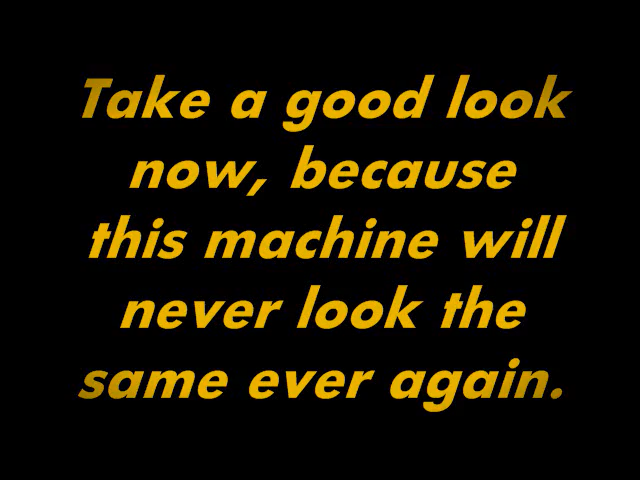 Take a good look
now, because
this machine will
never look the
same ever again.